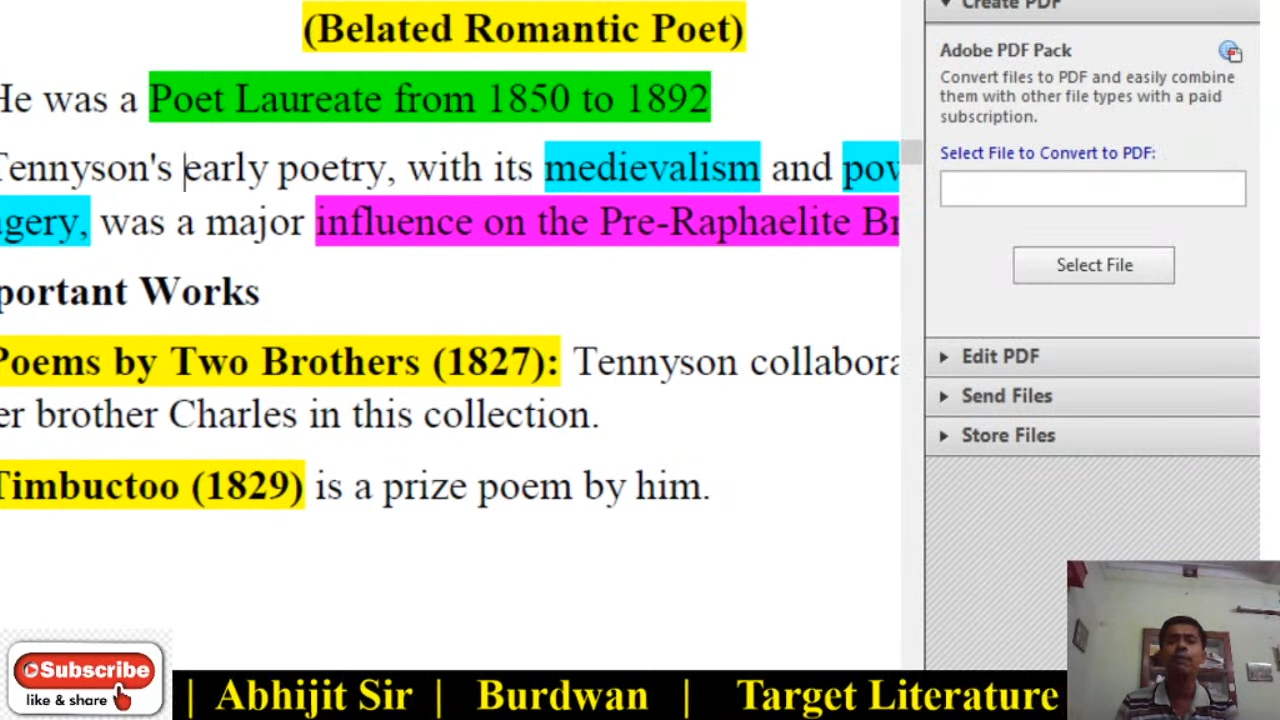 (Belated Romantic Poet)
He was a Poet Laureate from 1850 to 1892
Tennyson's early poetry, with its medievalism and pow
agery, was a major influence on the Pre-Raphaelite Br
portant Works
Poems by Two Brothers (1827): Tennyson collabora
er brother Charles in this collection.
Timbuctoo (1829) is a prize poem by him.
Create PDF
Adobe PDF Pack
Convert files to PDF and easily combine
them with other file types with a paid
subscription.
Select File to Convert to PDF:
Select File
Edit PDF
Send Files
Store Files
Subscribe
like & share
| Abhijit Sir | Burdwan | Target Literature